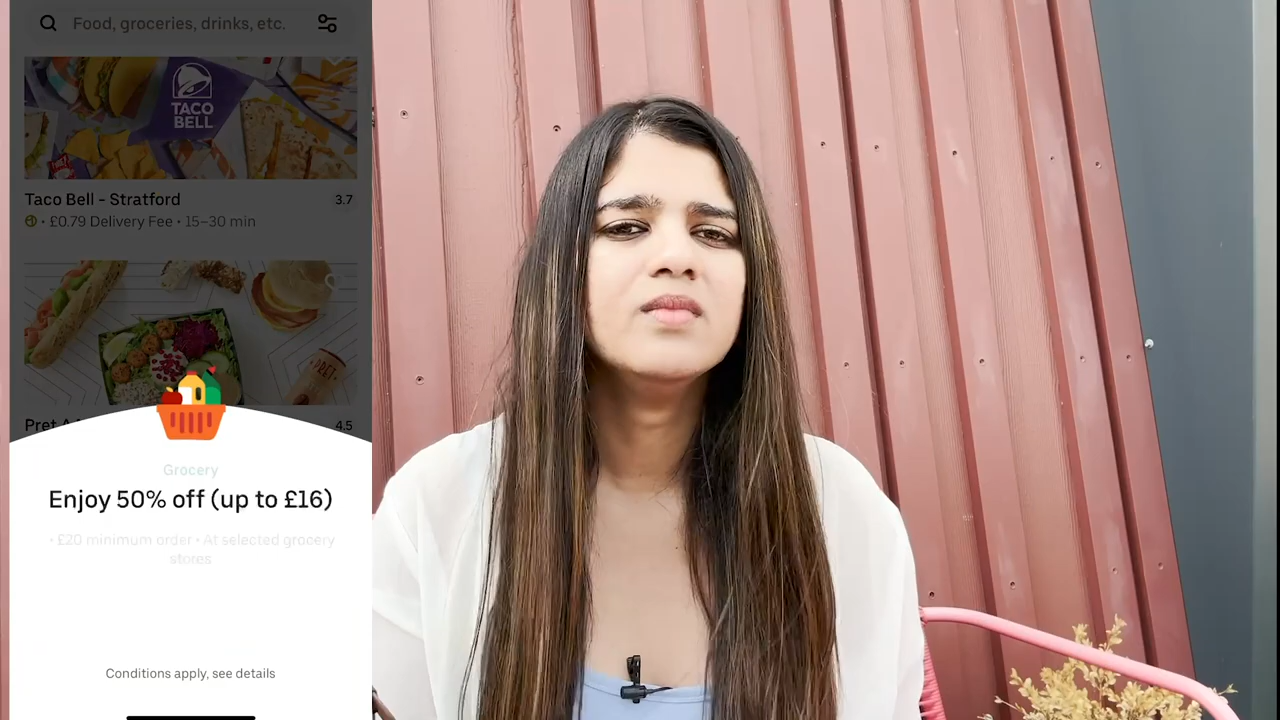 Food, groceries, drinks, etc.
TACO
BELL
Taco Bell - Stratford
3.7
• £0.79 Delivery Fee • 15–30 min
PRET
Pret A
4.5
Grocery
Enjoy 50% off (up to £16)
• £20 minimum order • At selected grocery
stores
Conditions apply, see details